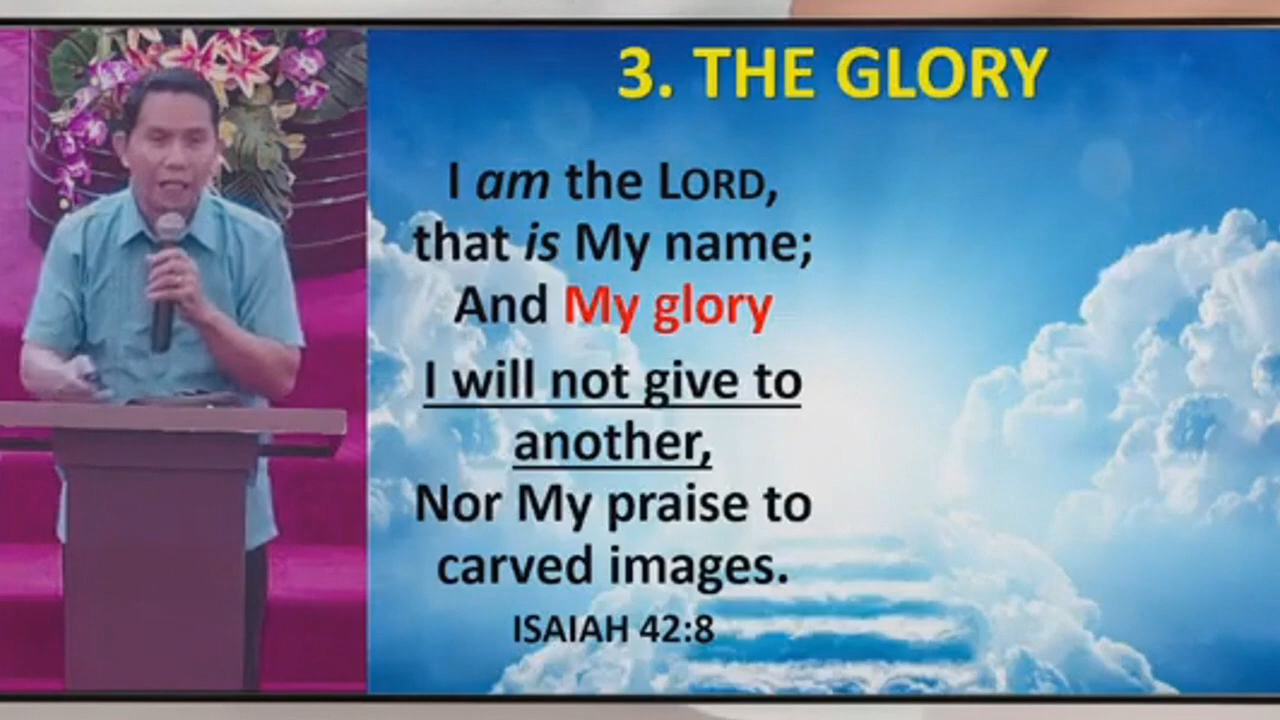 3. THE GLORY
I am the LORD,
that is My name;
And My glory
I will not give to
another,
Nor My praise to
carved images.
ISAIAH 42:8